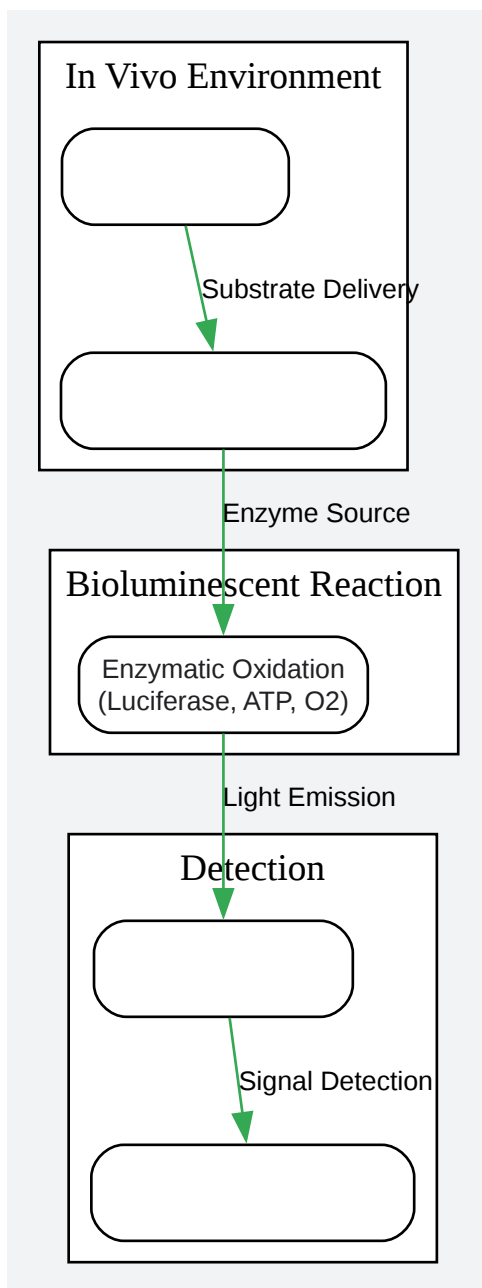 In Vivo Environment
Substrate Delivery
Enzyme Source
Bioluminescent Reaction
Enzymatic Oxidation
(Luciferase, ATP, O2)
Light Emission
Detection
Signal Detection